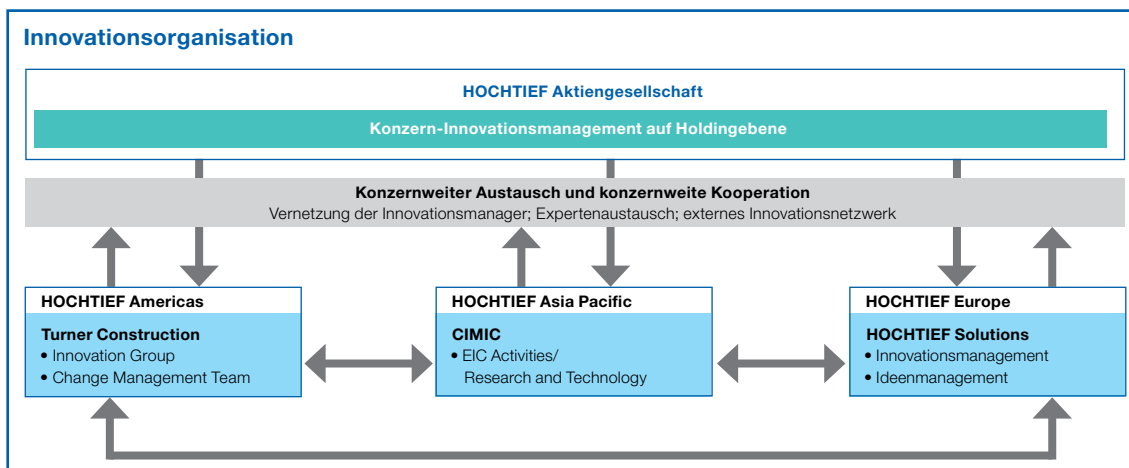 Innovationsorganisation
HOCHTIEF Aktiengesellschaft
Konzern-Innovationsmanagement auf Holdingebene
Konzernweiter Austausch und konzernweite Kooperation
Vernetzung der Innovationsmanager; Expertenaustausch; externes Innovationsnetzwerk
HOCHTIEF Americas
Turner Construction
• Innovation Group
• Change Management Team
HOCHTIEF Asia Pacific
CIMIC
• EIC Activities/
Research and Technology
HOCHTIEF Europe
HOCHTIEF Solutions
• Innovationsmanagement
• Ideenmanagement